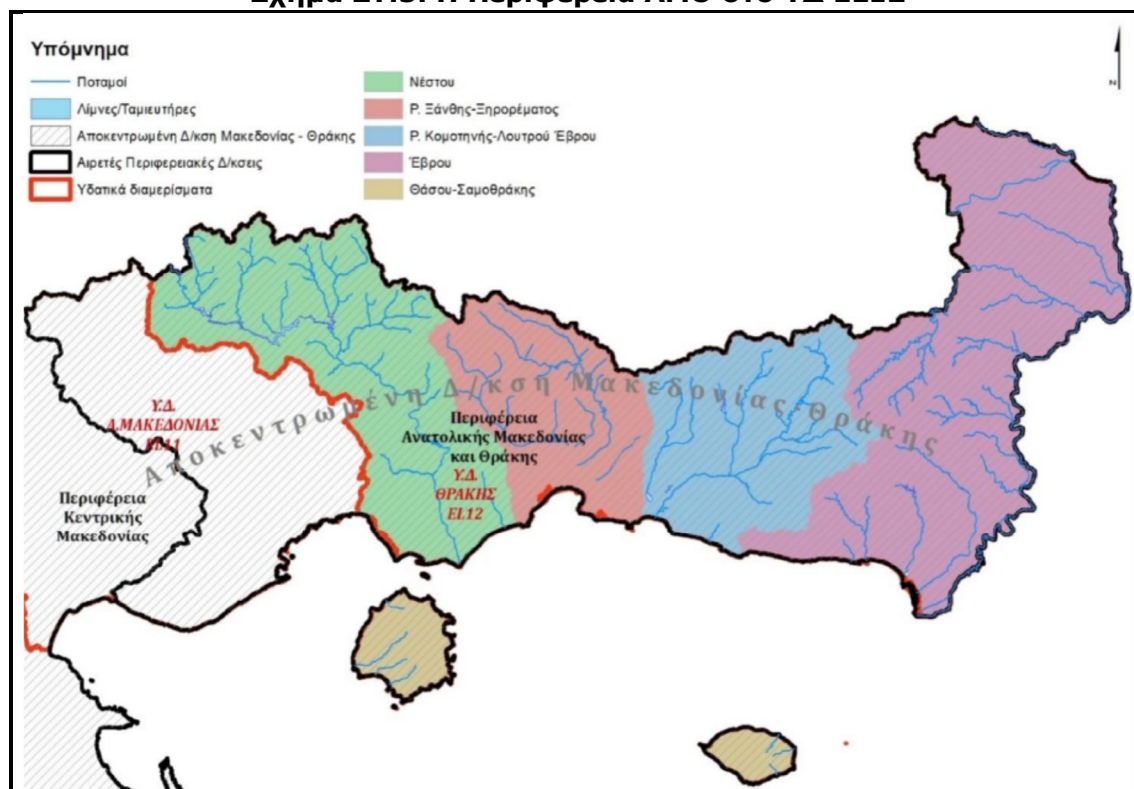 Υπόμνημα
Ποταμοί
Λίμνες/Ταμιευτήρες
Αποκεντρωμένη Δ/κση Μακεδονίας - Θράκης
Αιρετές Περιφερειακές Δ/κσεις
Υδατικά διαμερίσματα
Νέστου
Ρ. Ξάνθης-Ξηρορέματος
Ρ. Κομοτηνής-Λουτρού Έβρου
Έβρου
Θάσου-Σαμοθράκης
N
Αποκεντρωμένη Δ/κση Μακεδονίας-Θράκης
Υ.Δ.
Δ.ΜΑΚΕΔΟΝΙΑΣ
EL11
Περιφέρεια
Ανατολικής Μακεδονίας
και Θράκης
Υ.Δ.
ΘΡΑΚΗΣ
EL12
Περιφέρεια
Κεντρικής
Μακεδονίας